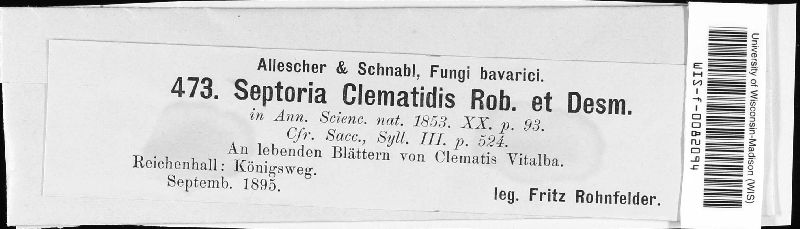 Allescher & Schnabl, Fungi bavarici.
473. Septoria Clematidis Rob. et Desm.
in Ann. Scienc. nat. 1853. XX. p. 93.
Cfr. Sacc., Syll. III. p. 524.
An lebenden Blättern von Clematis Vitalba.
Reichenhall: Königsweg.
Septemb. 1895.
leg. Fritz Rohnfelder.
University of Wisconsin-Madison (WIS)
WIS-f-0082094